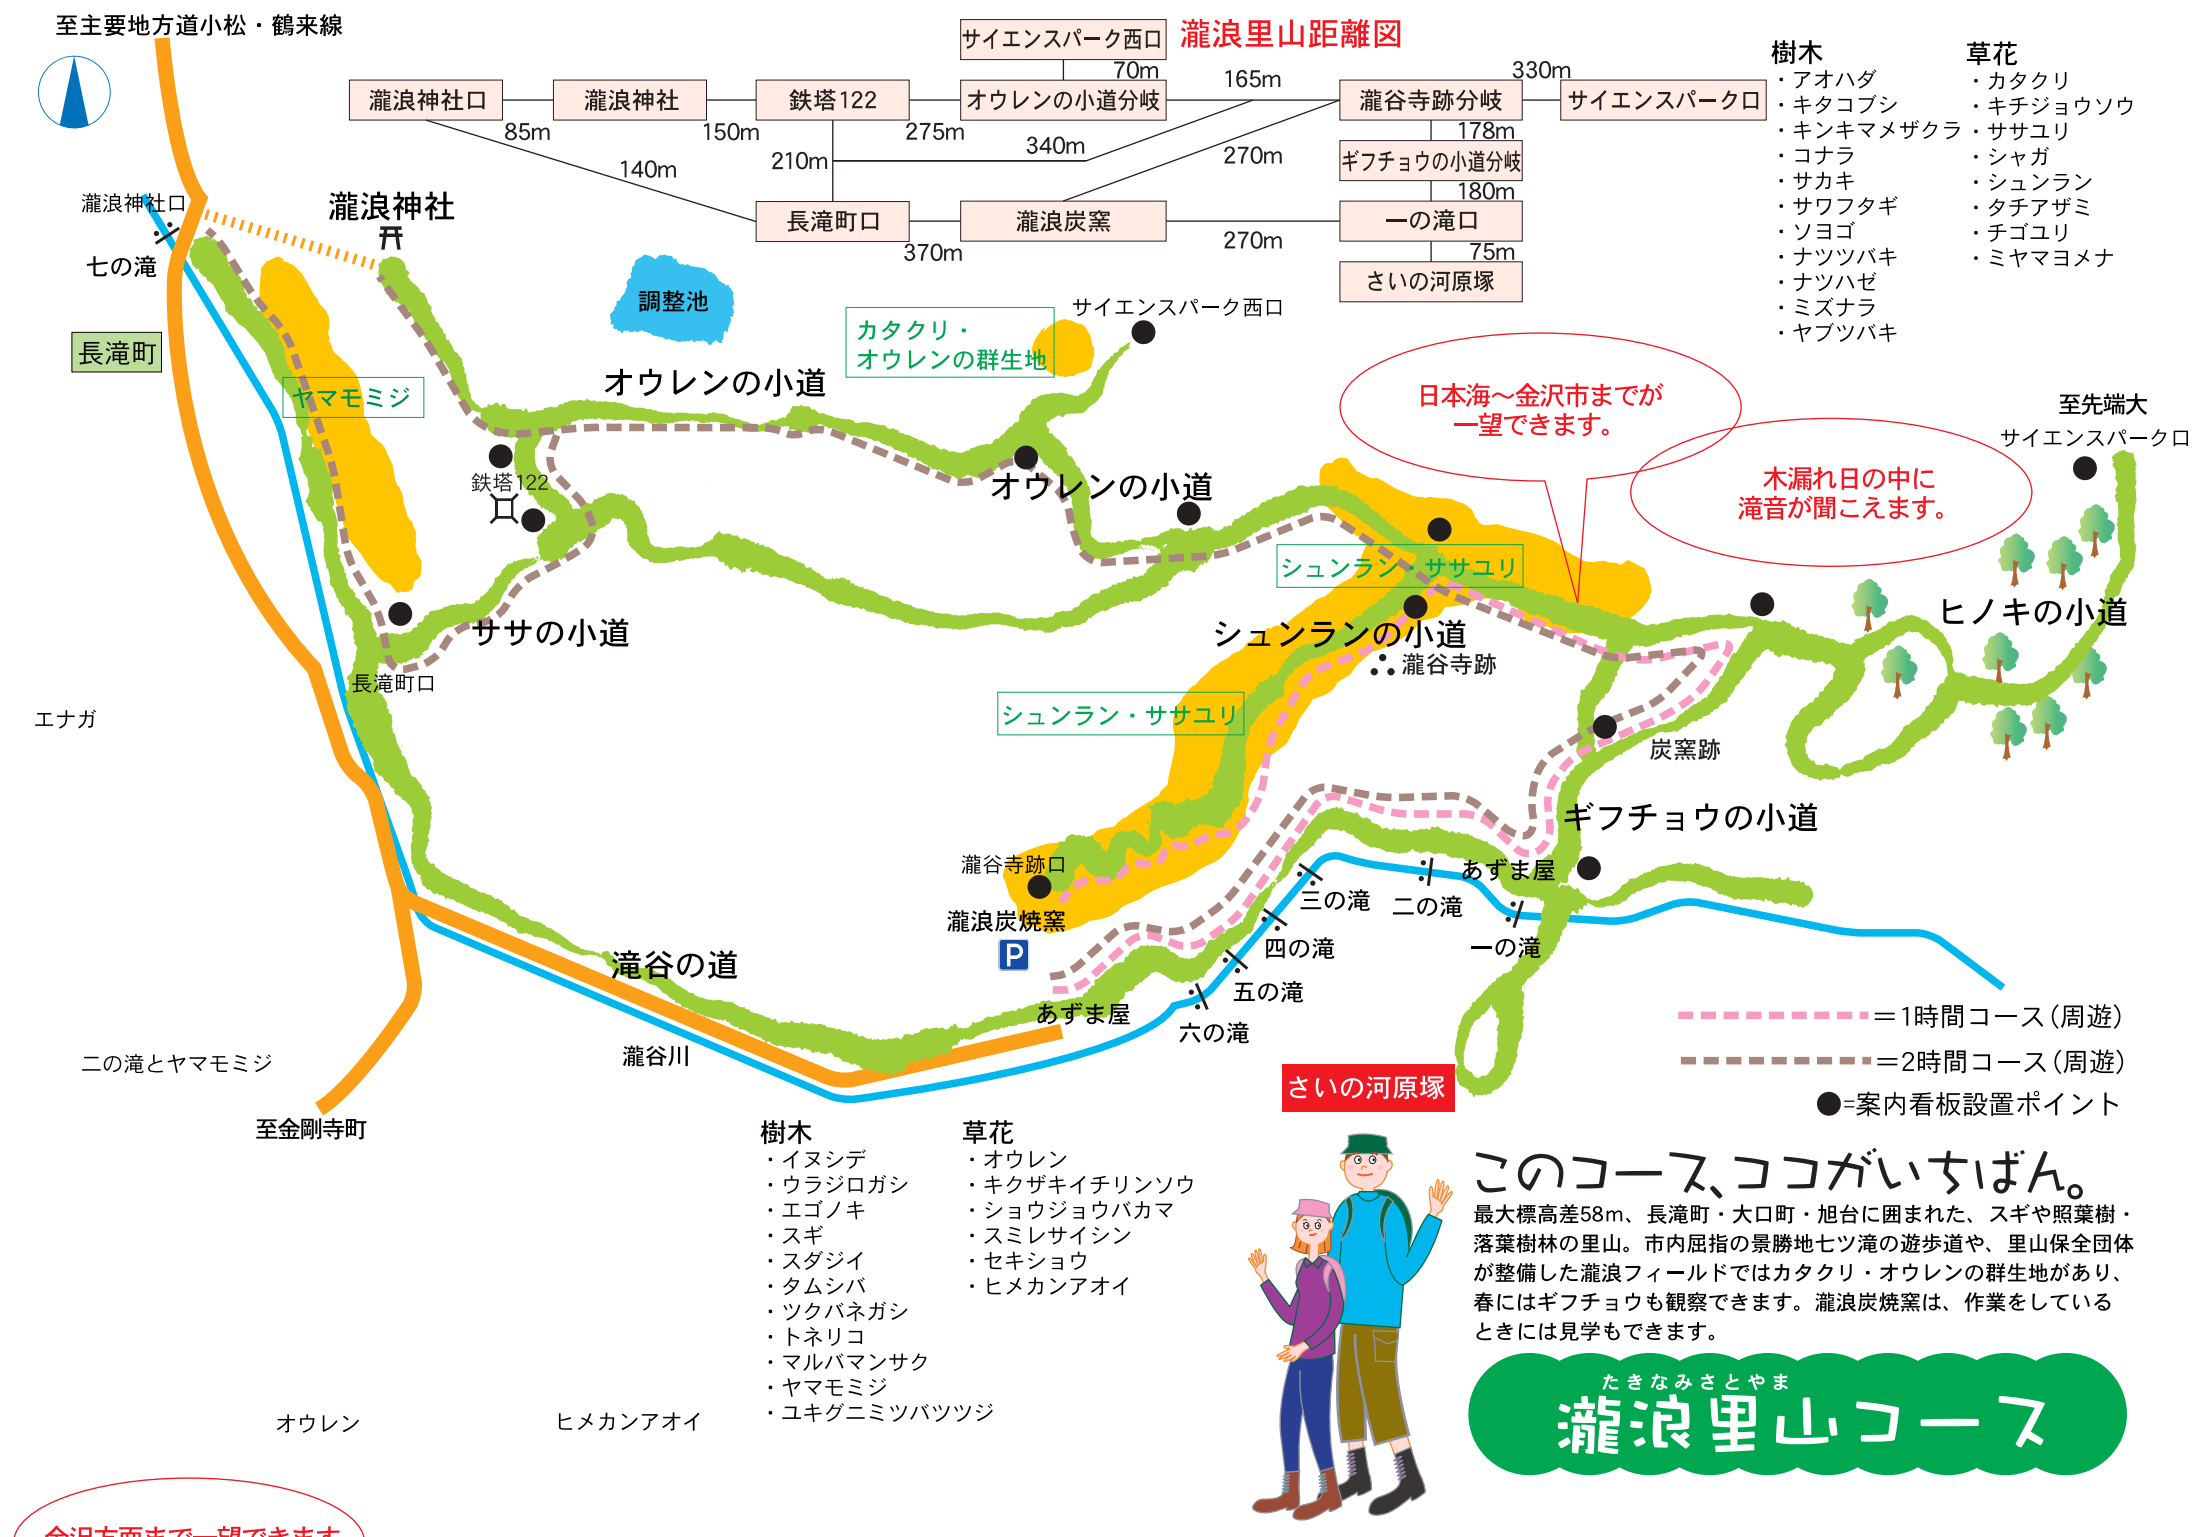 至主要地方道小松・鶴来線
瀧浪里山距離図
サイエンスパーク西口
70m
165m
330m
瀧浪神社口
瀧浪神社
鉄塔122
オウレンの小道分岐
瀧谷寺跡分岐
サイエンスパーク口
85m
150m
275m
178m
140m
210m
340m
270m
ギフチョウの小道分岐
180m
長滝町口
瀧浪炭窯
一の滝口
370m
270m
75m
さいの河原塚
樹木
・アオハダ
・キタコブシ
・キンキマメザクラ
・コナラ
・サカキ
・サワフタギ
・ソヨゴ
・ナツツバキ
・ナツハゼ
・ミズナラ
・ヤブツバキ
草花
・カタクリ
・キチジョウソウ
・ササユリ
・シャガ
・シュンラン
・タチアザミ
・チゴユリ
・ミヤマヨメナ
瀧浪神社口
瀧浪神社
七の滝
長滝町
調整池
カタクリ・
オウレンの群生地
サイエンスパーク西口
ヤマモミジ
オウレンの小道
日本海〜金沢市までが
一望できます。
木漏れ日の中に
滝音が聞こえます。
至先端大
サイエンスパーク口
鉄塔122
オウレンの小道
シュンラン・ササユリ
ササの小道
シュンランの小道
瀧谷寺跡
ヒノキの小道
長滝町口
エナガ
シュンラン・ササユリ
炭窯跡
ギフチョウの小道
瀧谷寺跡口
あずま屋
瀧浪炭焼窯
P
三の滝
二の滝
一の滝
四の滝
五の滝
六の滝
滝谷の道
あずま屋
瀧谷川
二の滝とヤマモミジ
至金剛寺町
さいの河原塚
=1時間コース(周遊)
=2時間コース(周遊)
=案内看板設置ポイント
樹木
・イヌシデ
・ウラジロガシ
・エゴノキ
・スギ
・スダジイ
・タムシバ
・ツクバネガシ
・トネリコ
・マルバマンサク
・ヤマモミジ
・ユキグニミツバツツジ
草花
・オウレン
・キクザキイチリンソウ
・ショウジョウバカマ
・スミレサイシン
・セキショウ
・ヒメカンアオイ
オウレン
ヒメカンアオイ
このコース、ココがいちばん。
最大標高差58m、長滝町・大口町・旭台に囲まれた、スギや照葉樹・
落葉樹林の里山。市内屈指の景勝地七ツ滝の遊歩道や、里山保全団体
が整備した瀧浪フィールドではカタクリ・オウレンの群生地があり、
春にはギフチョウも観察できます。瀧浪炭焼窯は、作業をしている
ときには見学もできます。
たきなみさとやま
瀧浪里山コース
金沢方面まで一望できます